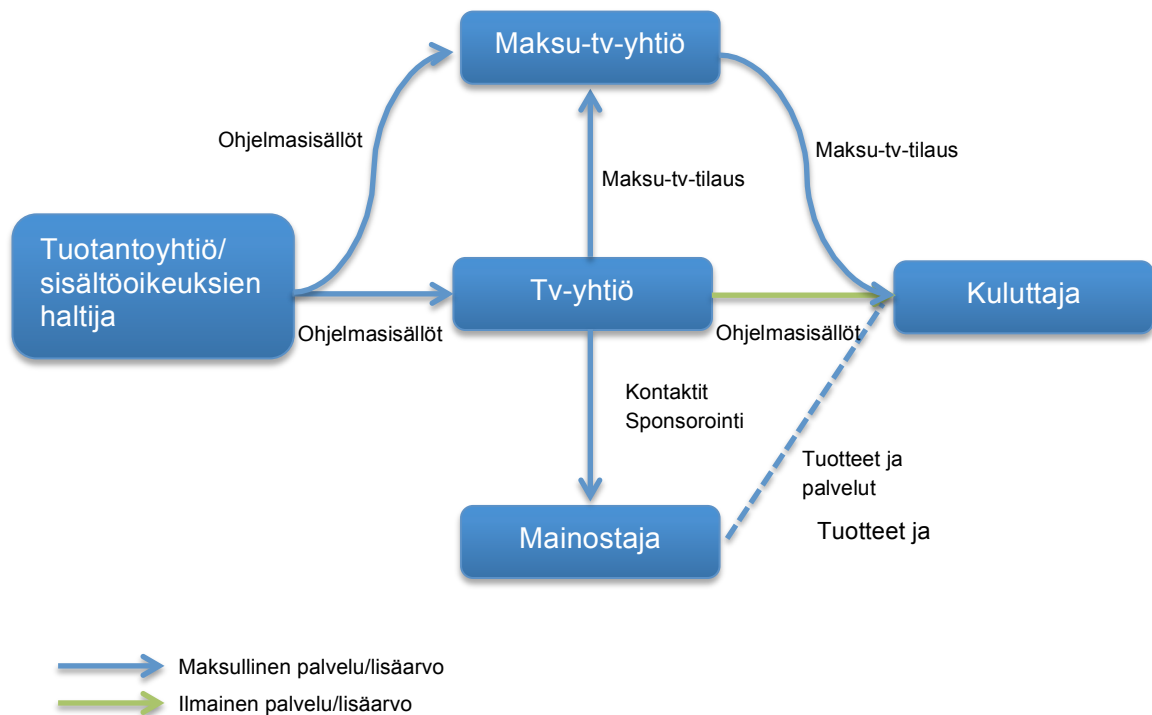 Maksu-tv-yhtiö
Ohjelmasisällöt
Maksu-tv-tilaus
Maksu-tv-tilaus
Tuotantoyhtiö/
sisältöoikeuksien
haltija
Tv-yhtiö
Kuluttaja
Ohjelmasisällöt
Ohjelmasisällöt
Kontaktit
Sponsorointi
Tuotteet ja
palvelut
Tuotteet ja
Mainostaja
Maksullinen palvelu/lisäarvo
Ilmainen palvelu/lisäarvo